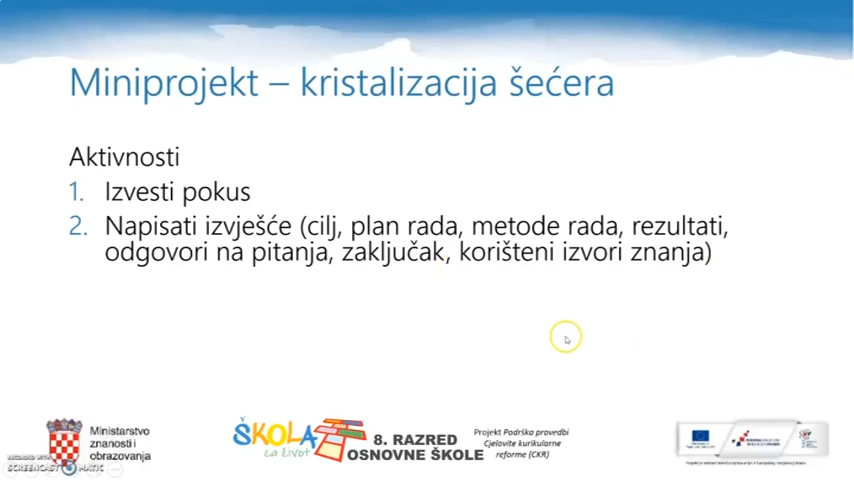 Miniprojekt – kristalizacija šećera
Aktivnosti
1. Izvesti pokus
2. Napisati izvješće (cilj, plan rada, metode rada, rezultati,
odgovori na pitanja, zaključak, korišteni izvori znanja)
Ministarstvo
znanosti i
obrazovanja
RECORDED WITH
SCREENCAST MATIC
ŠKOLA
za život
8. RAZRED
OSNOVNE ŠKOLE
Projekt Podrška provedbi
Cjelovite kurikularne
reforme (CKR)